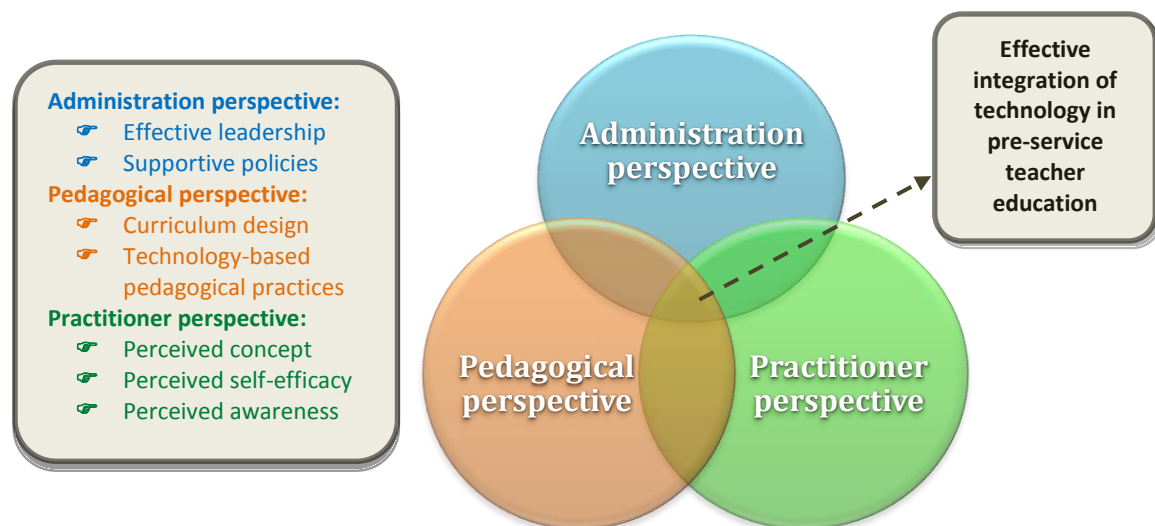 Administration perspective:
☞ Effective leadership
☞ Supportive policies
Pedagogical perspective:
☞ Curriculum design
☞ Technology-based
pedagogical practices
Practitioner perspective:
☞ Perceived concept
☞ Perceived self-efficacy
☞ Perceived awareness
Administration
perspective
Pedagogical
perspective
Practitioner
perspective
Effective
integration of
technology in
pre-service
teacher
education